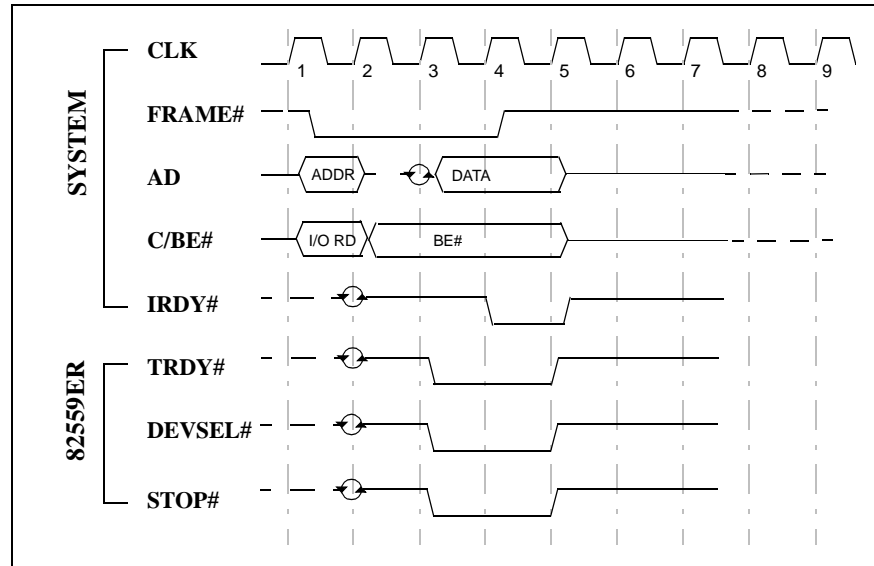 SYSTEM
CLK
1 2 3 4 5 6 7 8 9
FRAME#
AD
ADDR DATA
C/BE#
I/O RD BE#
IRDY#
82559ER
TRDY#
DEVSEL#
STOP#